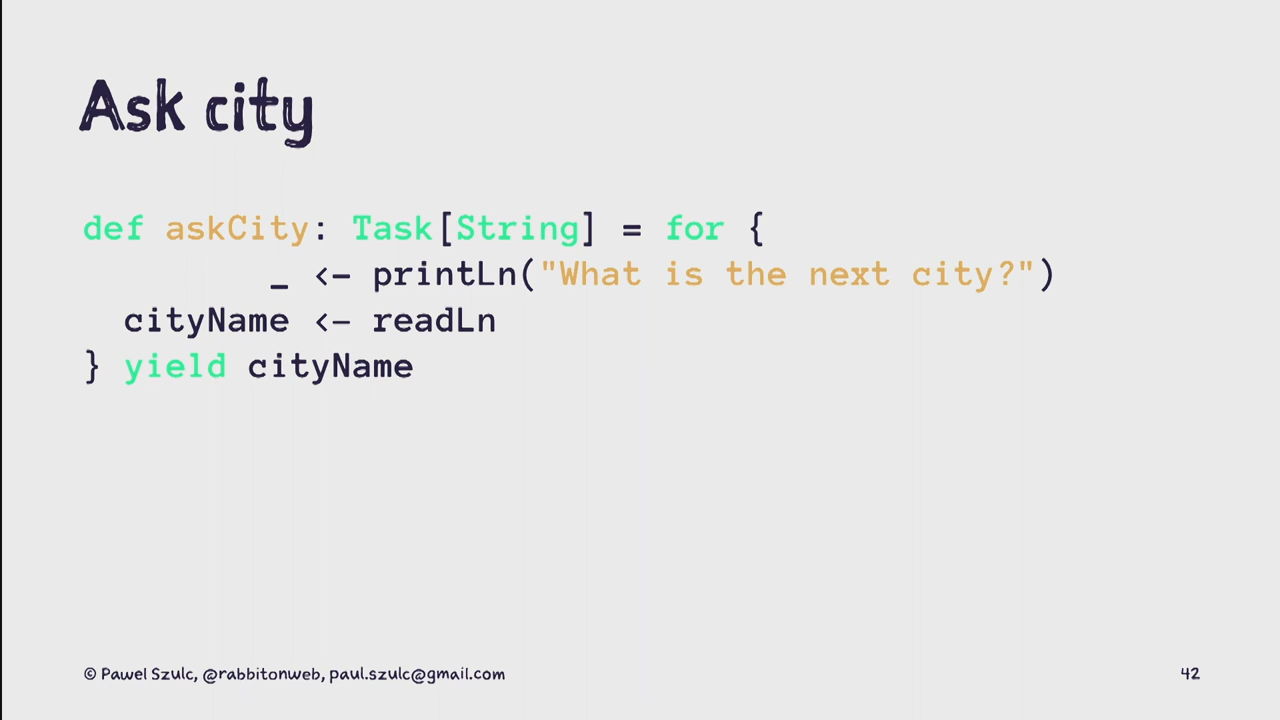 Ask city
def askCity: Task[String] = for {
         _ <- printLn("What is the next city?")
  cityName <- readLn
} yield cityName
© Pawel Szulc, @rabbitonweb, paul.szulc@gmail.com
42